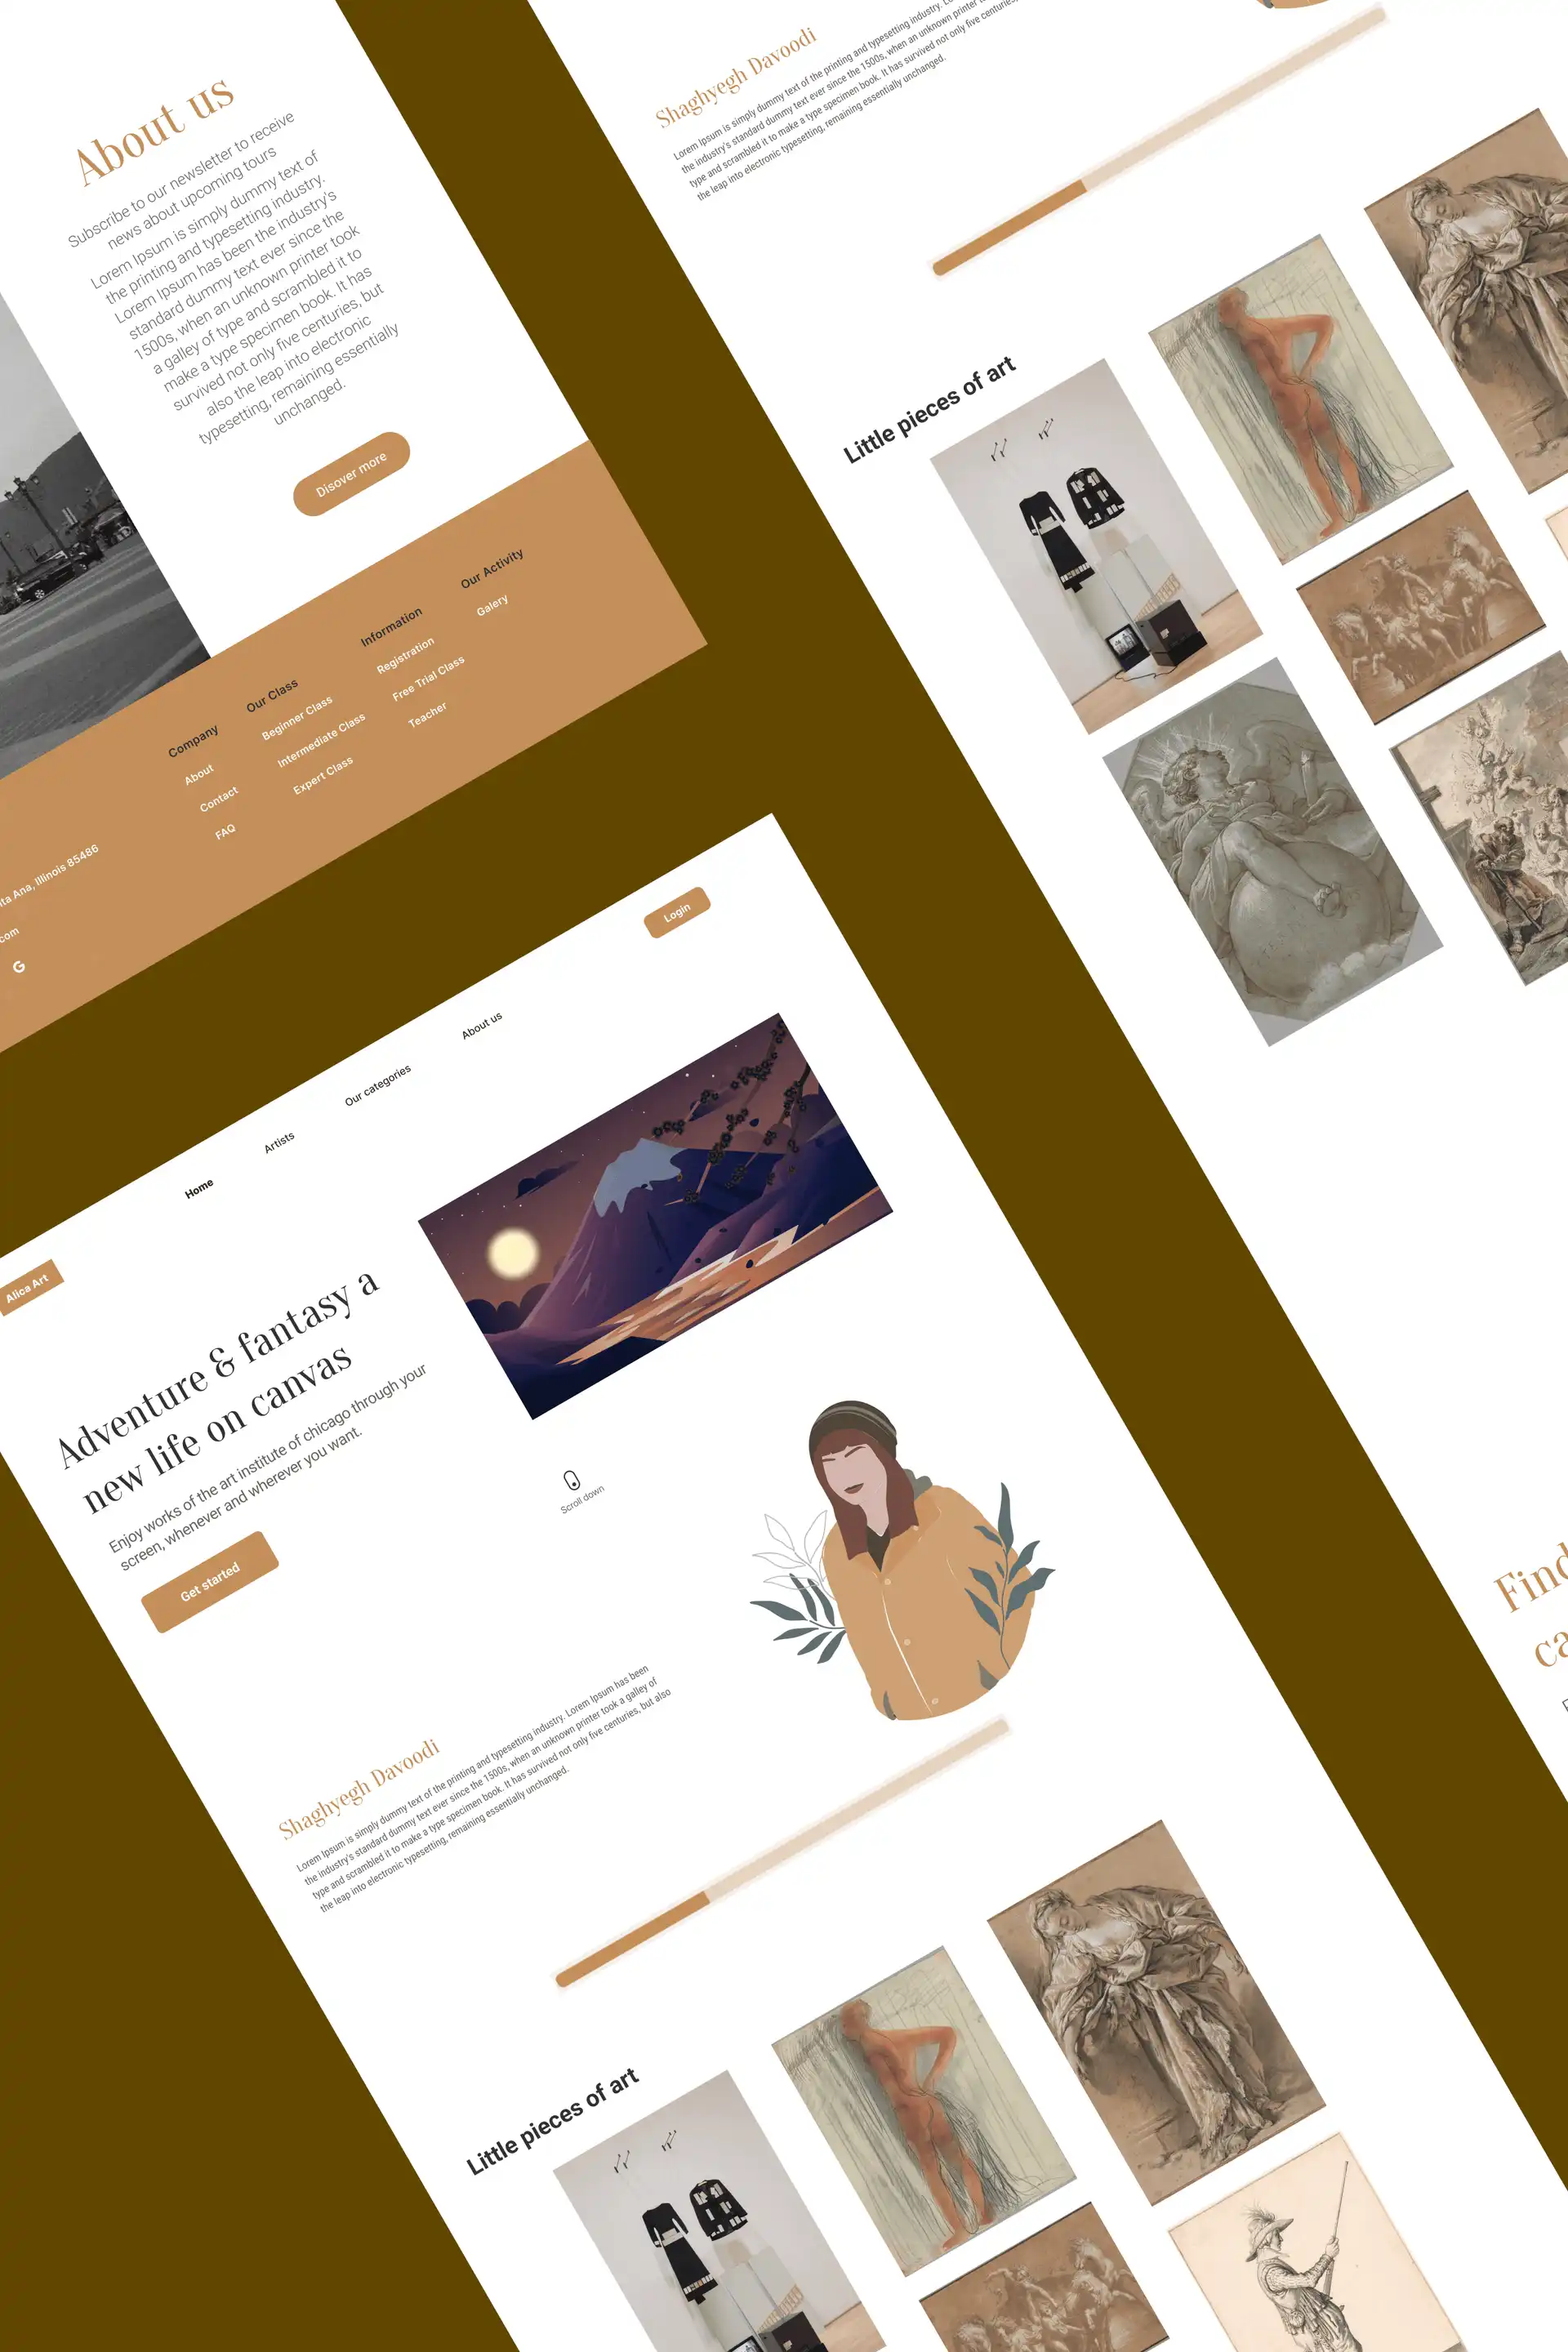 About us
Subscribe to our newsletter to receive
news about upcoming tours
Lorem Ipsum is simply dummy text of
the printing and typesetting industry.
Lorem Ipsum has been the industry's
standard dummy text ever since the
1500s, when an unknown printer took
a galley of type and scrambled it to
make a type specimen book. It has
survived not only five centuries, but
also the leap into electronic
typesetting, remaining essentially
unchanged.
Disover more
Company
About
Contact
FAQ
Our Class
Beginner Class
Intermediate Class
Expert Class
Information
Registration
Free Trial Class
Teacher
Our Activity
Galery
Ana, Illinois 85486
.com
G
Shaghyegh Davoodi
Lorem Ipsum is simply dummy text of the printing and typesetting industry.
the industry's standard dummy text ever since the 1500s, when an unknown printer
type and scrambled it to make a type specimen book. It has survived not only five centuries,
the leap into electronic typesetting, remaining essentially unchanged.
Little pieces of art
Alica Art
Home
Artists
Our categories
About us
Login
Adventure & fantasy a
new life on canvas
Enjoy works of the art institute of chicago through your
screen, whenever and wherever you want.
Get started
Scroll down
Shaghyegh Davoodi
Lorem Ipsum is simply dummy text of the printing and typesetting industry. Lorem Ipsum has been
the industry's standard dummy text ever since the 1500s, when an unknown printer took a galley of
type and scrambled it to make a type specimen book. It has survived not only five centuries, but also
the leap into electronic typesetting, remaining essentially unchanged.
Little pieces of art
Find
ca